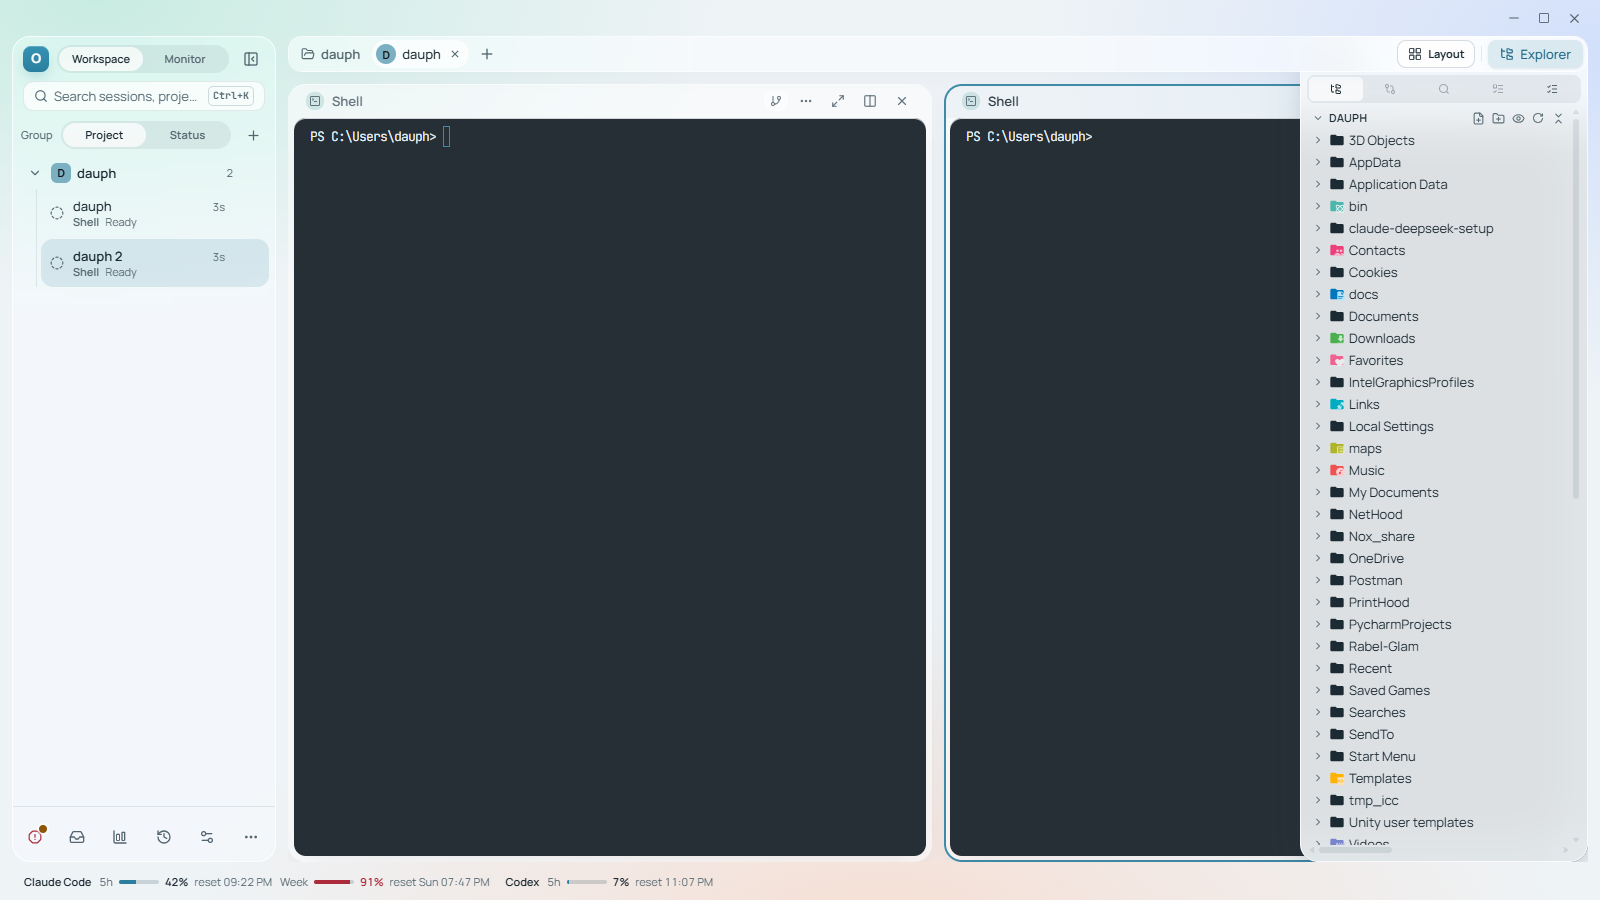 O
Workspace
Monitor
Search sessions, proje...
Ctrl+K
Group
Project
Status
D dauph 2
dauph 3s
Shell Ready
dauph 2 3s
Shell Ready
dauph
D dauph
Layout
Explorer
Shell
PS C:\Users\dauph>
Shell
PS C:\Users\dauph>
DAUPH
3D Objects
AppData
Application Data
bin
claude-deepseek-setup
Contacts
Cookies
docs
Documents
Downloads
Favorites
IntelGraphicsProfiles
Links
Local Settings
maps
Music
My Documents
NetHood
Nox_share
OneDrive
Postman
PrintHood
PycharmProjects
Rabel-Glam
Recent
Saved Games
Searches
SendTo
Start Menu
Templates
tmp_icc
Unity user templates
Videos
Claude Code 5h 42% reset 09:22 PM Week 91% reset Sun 07:47 PM Codex 5h 7% reset 11:07 PM